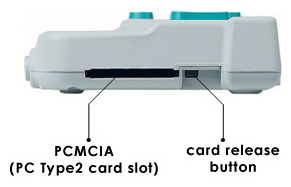 PCMCIA
(PC Type2 card slot)
card release
button